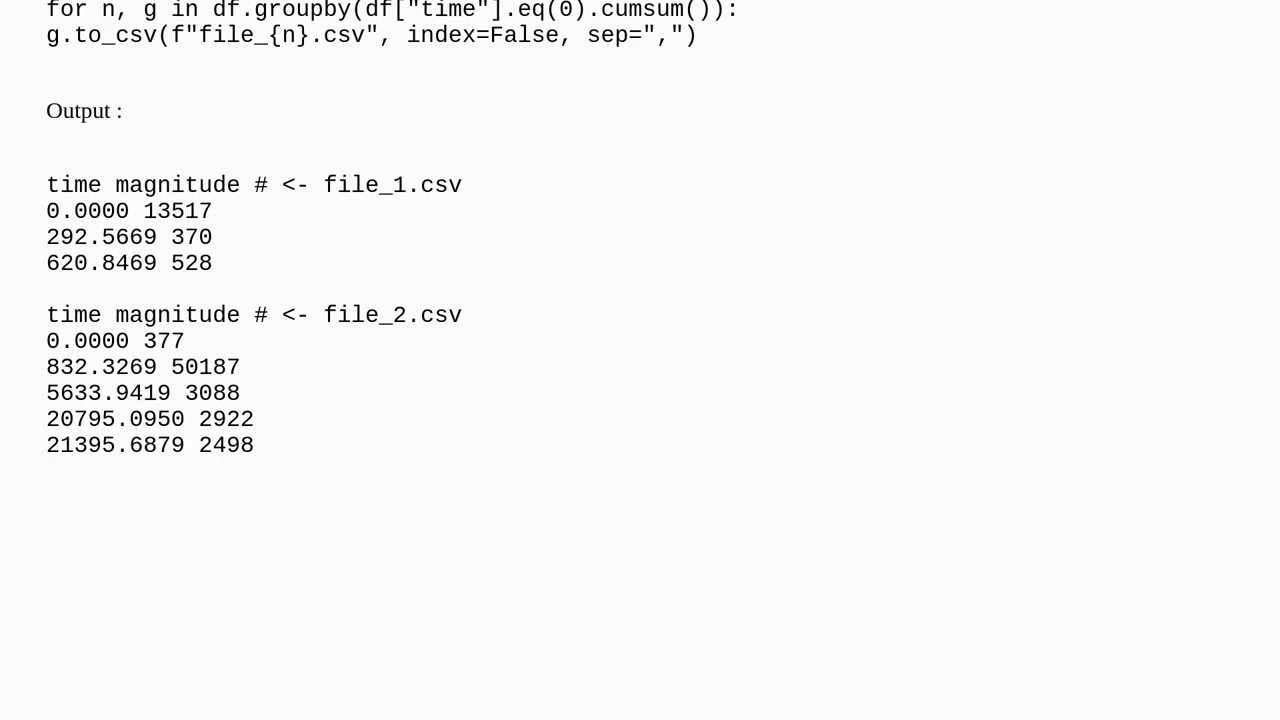 for n, g in df.groupby(df["time"].eq(0).cumsum()):
g.to_csv(f"file_{n}.csv", index=False, sep=",")
Output :
time magnitude # <- file_1.csv
0.0000 13517
292.5669 370
620.8469 528
time magnitude # <- file_2.csv
0.0000 377
832.3269 50187
5633.9419 3088
20795.0950 2922
21395.6879 2498